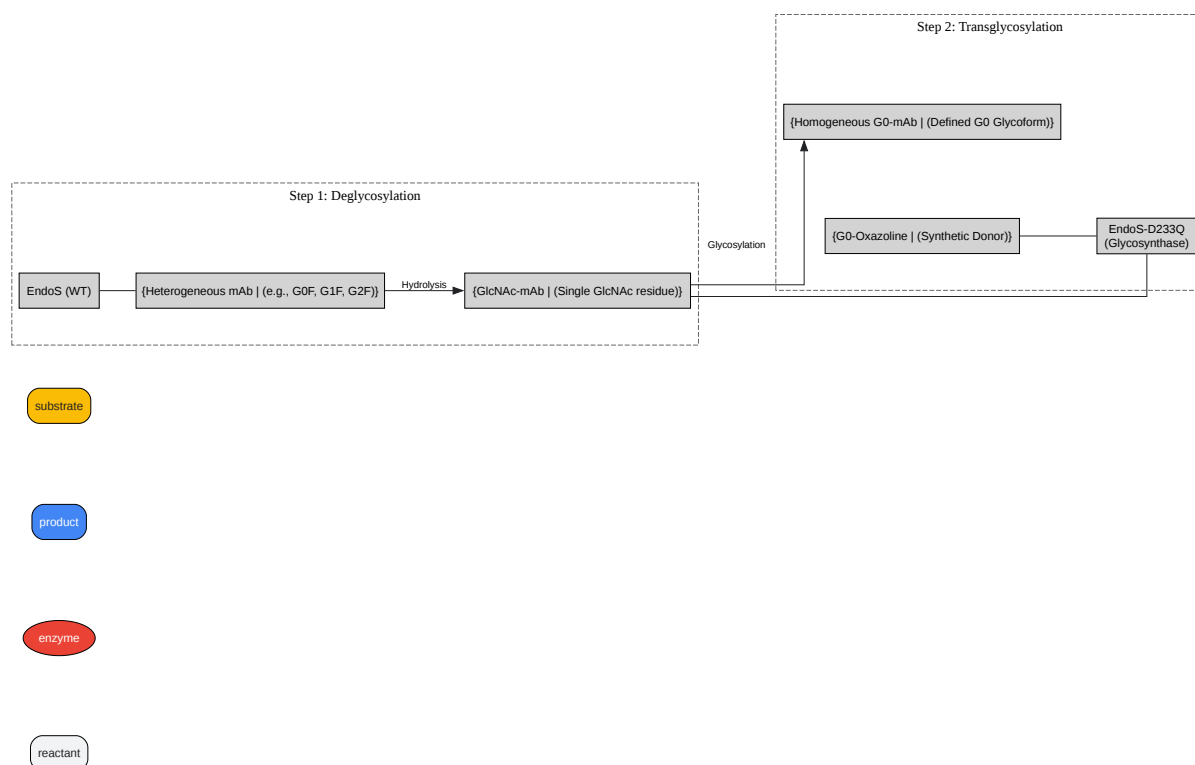 Step 2: Transglycosylation
{Homogeneous G0-mAb | (Defined G0 Glycoform)}
Step 1: Deglycosylation
Glycosylation
{G0-Oxazoline | (Synthetic Donor)}
EndoS-D233Q
(Glycosynthase)
EndoS (WT)
{Heterogeneous mAb | (e.g., G0F, G1F, G2F)}
Hydrolysis
{GlcNAc-mAb | (Single GlcNAc residue)}
substrate
product
enzyme
reactant